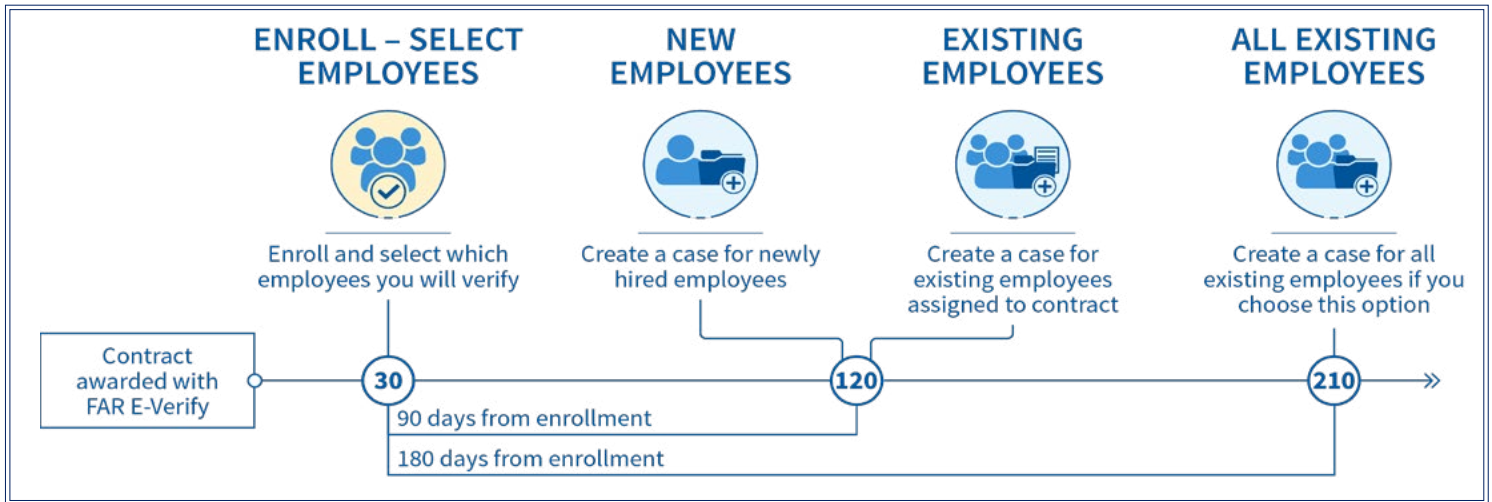 ENROLL – SELECT
EMPLOYEES
NEW
EMPLOYEES
EXISTING
EMPLOYEES
ALL EXISTING
EMPLOYEES
Enroll and select which
employees you will verify
Create a case for newly
hired employees
Create a case for
existing employees
assigned to contract
Create a case for all
existing employees if you
choose this option
Contract
awarded with
FAR E-Verify
30
120
210
90 days from enrollment
180 days from enrollment